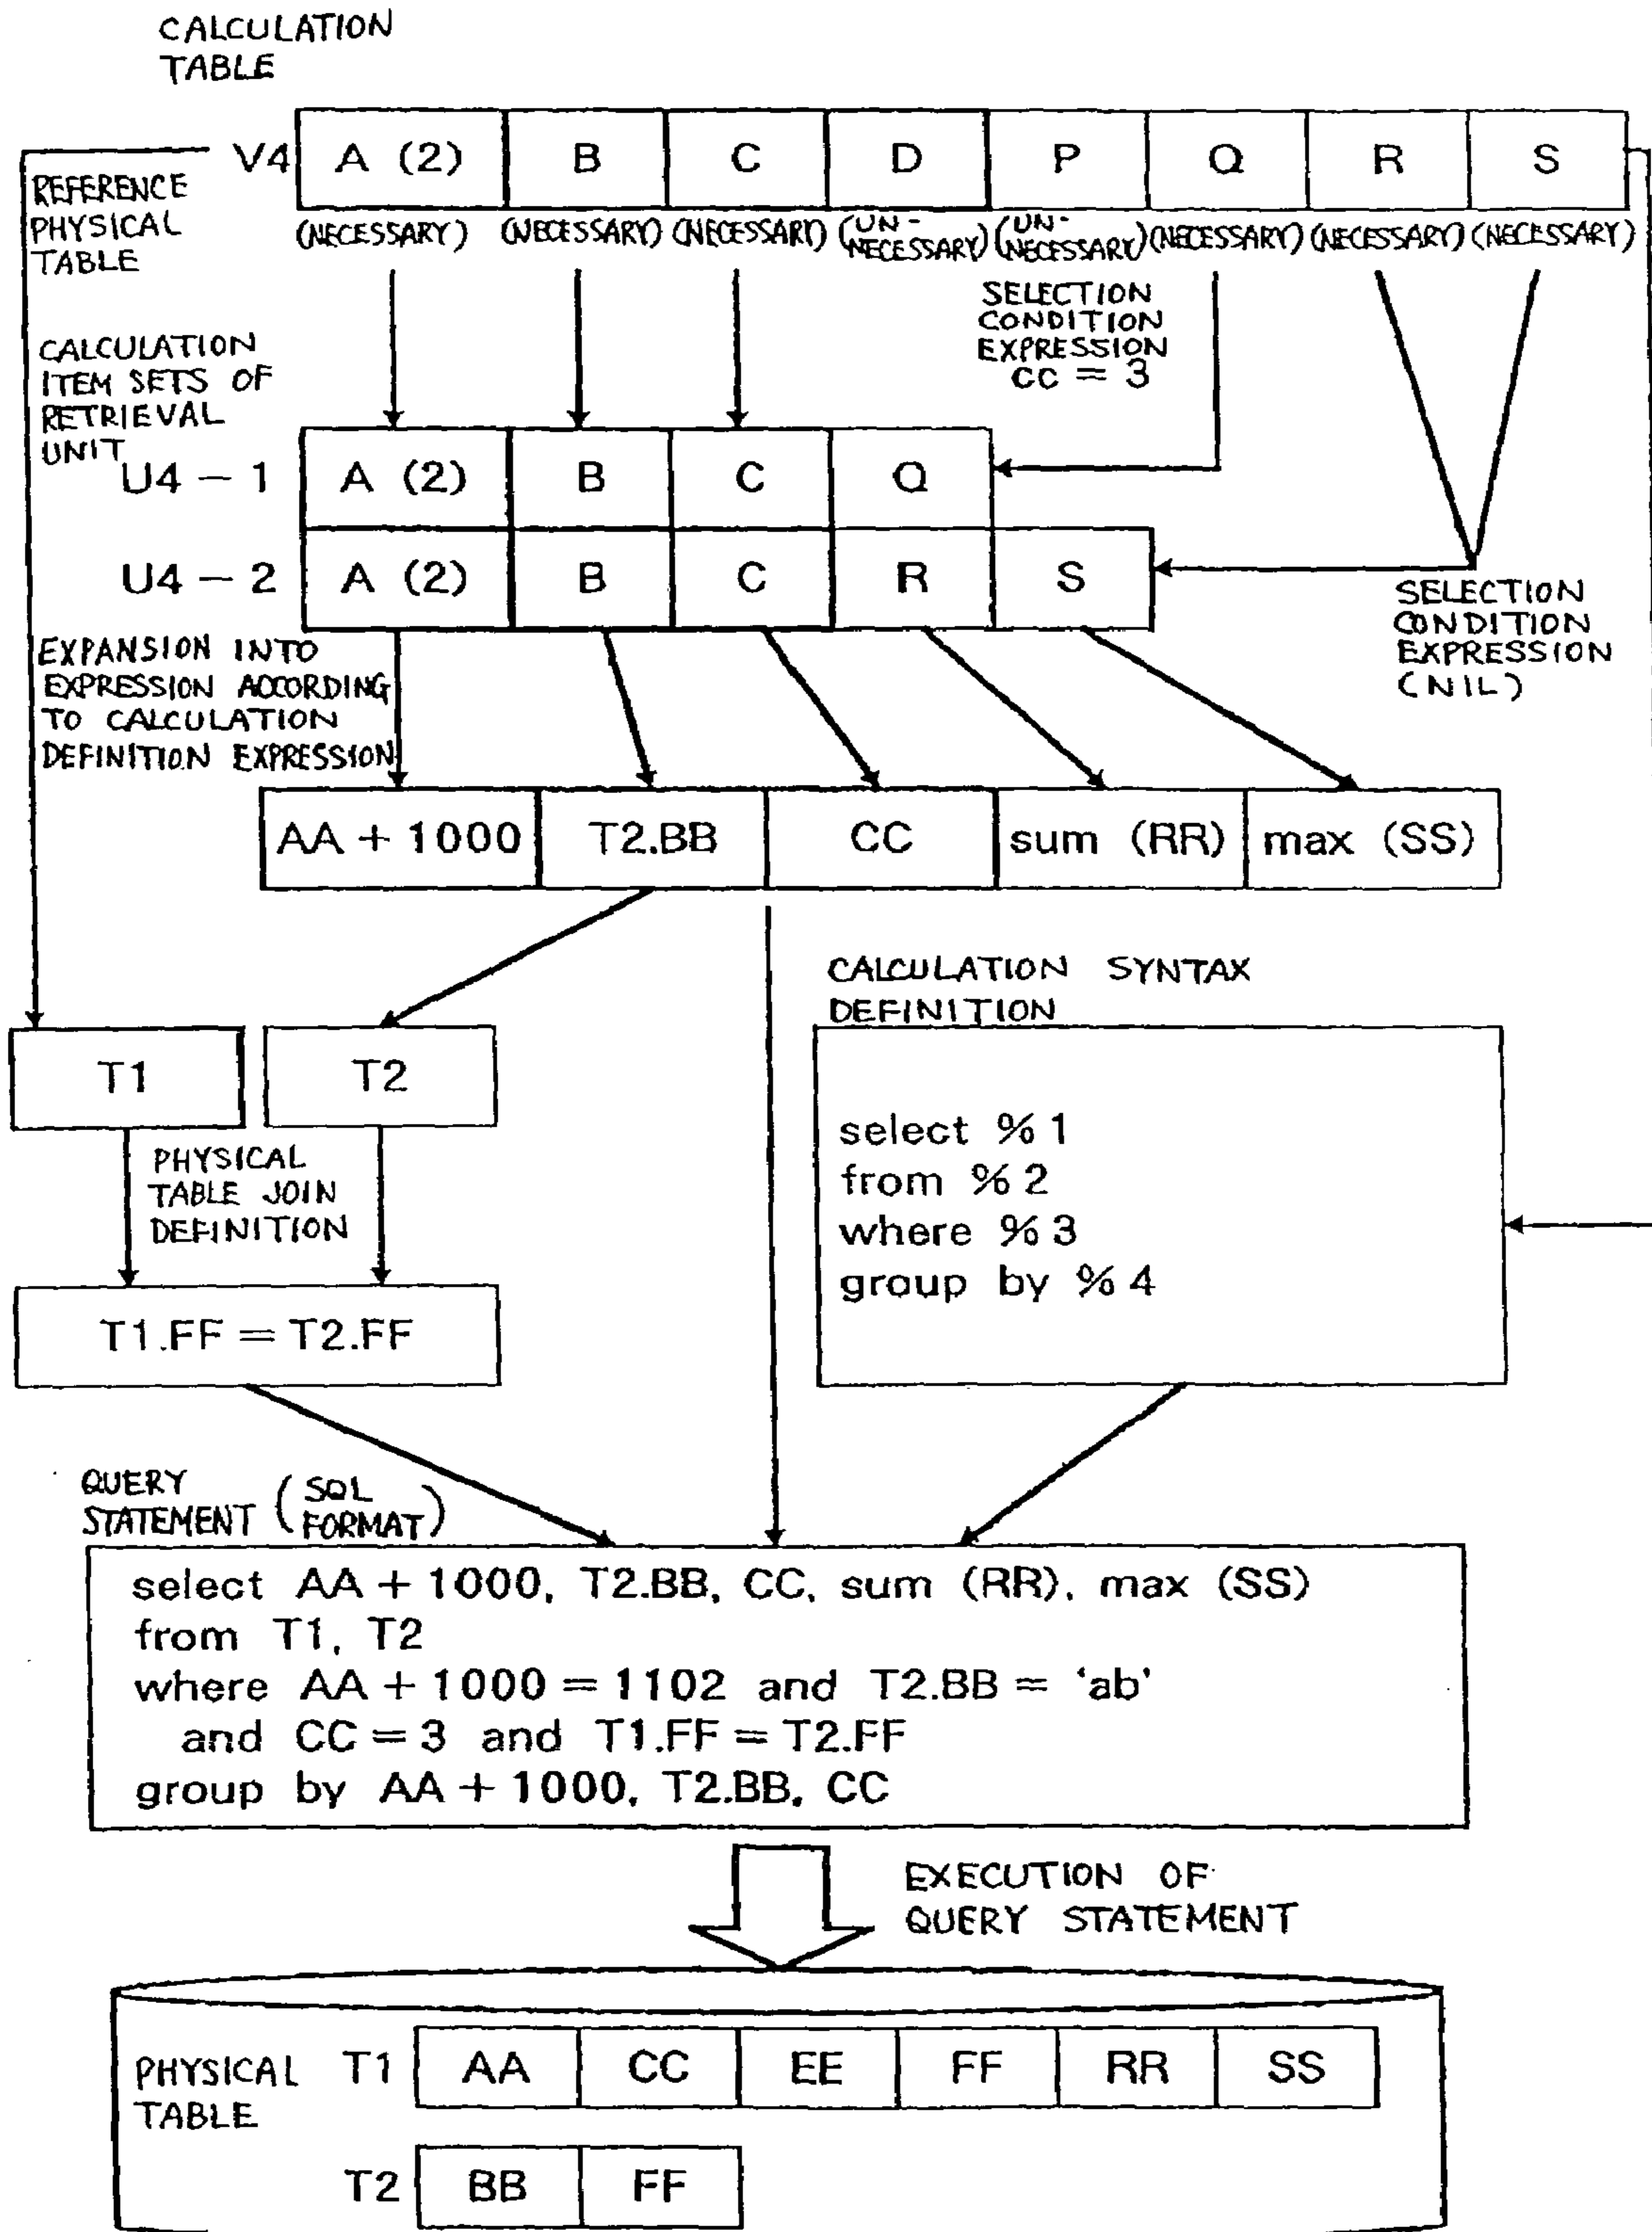 CALCULATION
TABLE
V4 A (2) B C D P Q R S
REFERENCE
PHYSICAL
TABLE
(NECESSARY) (NECESSARY) (NECESSARY) (UN-
NECESSARY) (UN-
NECESSARY) (NECESSARY) (NECESSARY) (NECESSARY)
SELECTION
CONDITION
EXPRESSION
CC = 3
CALCULATION
ITEM SETS OF
RETRIEVAL
UNIT
U4 - 1 A (2) B C Q
U4 - 2 A (2) B C R S
SELECTION
CONDITION
EXPRESSION
(NIL)
EXPANSION INTO
EXPRESSION ACCORDING
TO CALCULATION
DEFINITION EXPRESSION
AA + 1000 T2.BB CC sum (RR) max (SS)
CALCULATION SYNTAX
DEFINITION
T1 T2
select % 1
from % 2
where % 3
group by % 4
PHYSICAL
TABLE JOIN
DEFINITION
T1.FF = T2.FF
QUERY
STATEMENT (SQL
FORMAT)
select AA + 1000, T2.BB, CC, sum (RR), max (SS)
from T1, T2
where AA + 1000 = 1102 and T2.BB = 'ab'
and CC = 3 and T1.FF = T2.FF
group by AA + 1000, T2.BB, CC
EXECUTION OF
QUERY STATEMENT
PHYSICAL
TABLE
T1 AA CC EE FF RR SS
T2 BB FF